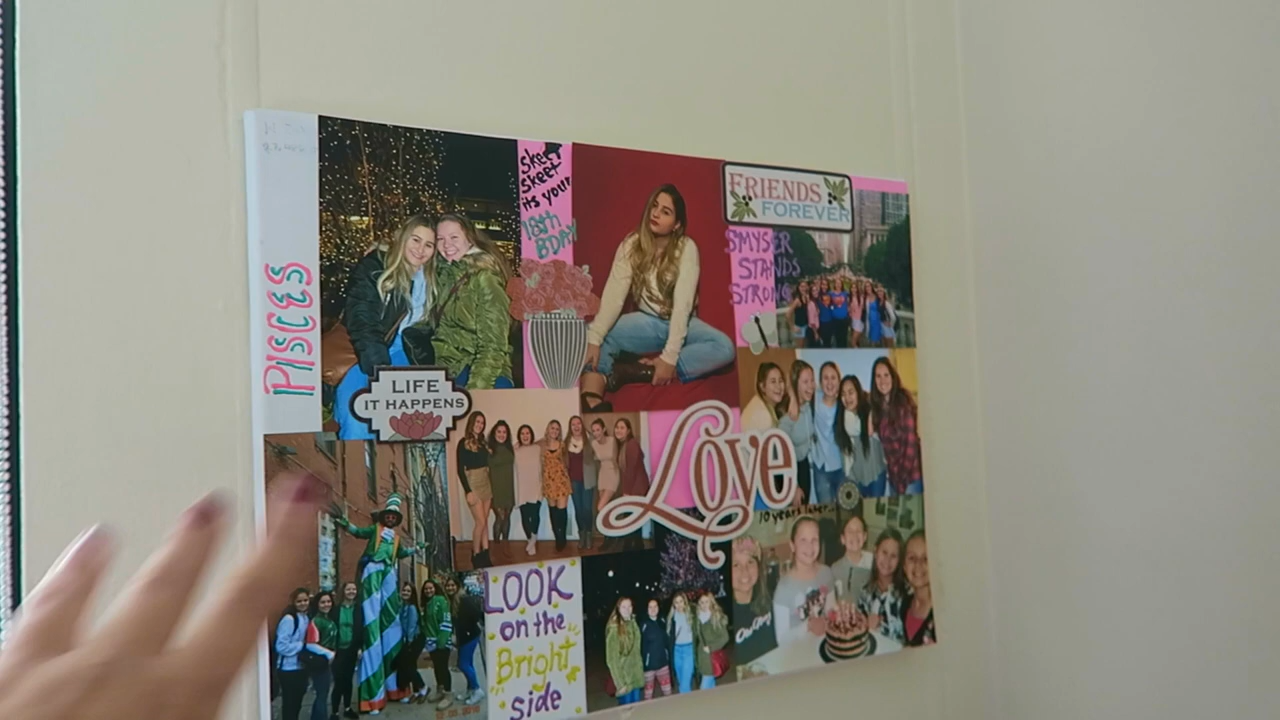 PISCES
Skeet
Skeet
its your
18th
BDAY
FRIENDS
FOREVER
SMYSER
STANDS
STRONG
LIFE
IT HAPPENS
Love
10 years later...
LOOK
on the
Bright
side